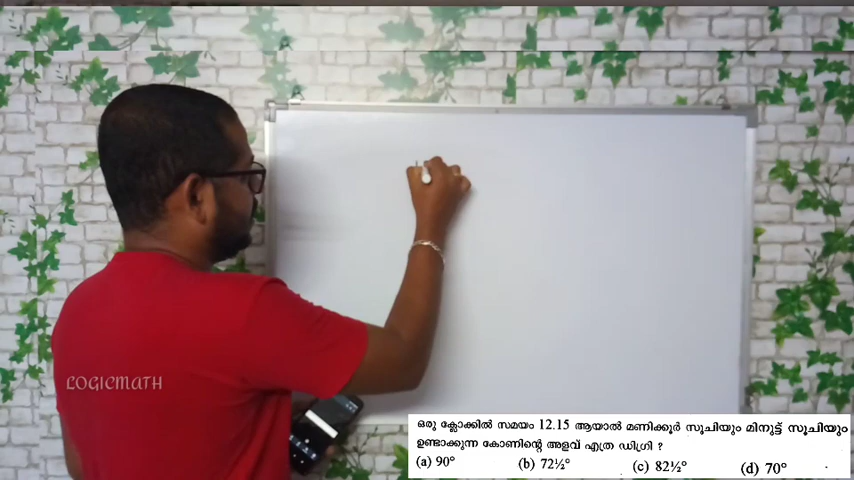 LOGICMATH
ഒരു ക്ലോക്കിൽ സമയം 12.15 ആയാൽ മണിക്കൂർ സൂചിയും മിനുട്ട് സൂചിയും
ഉണ്ടാക്കുന്ന കോണിന്റെ അളവ് എത്ര ഡിഗ്രി ?
(a) 90° (b) 72½° (c) 82½° (d) 70°